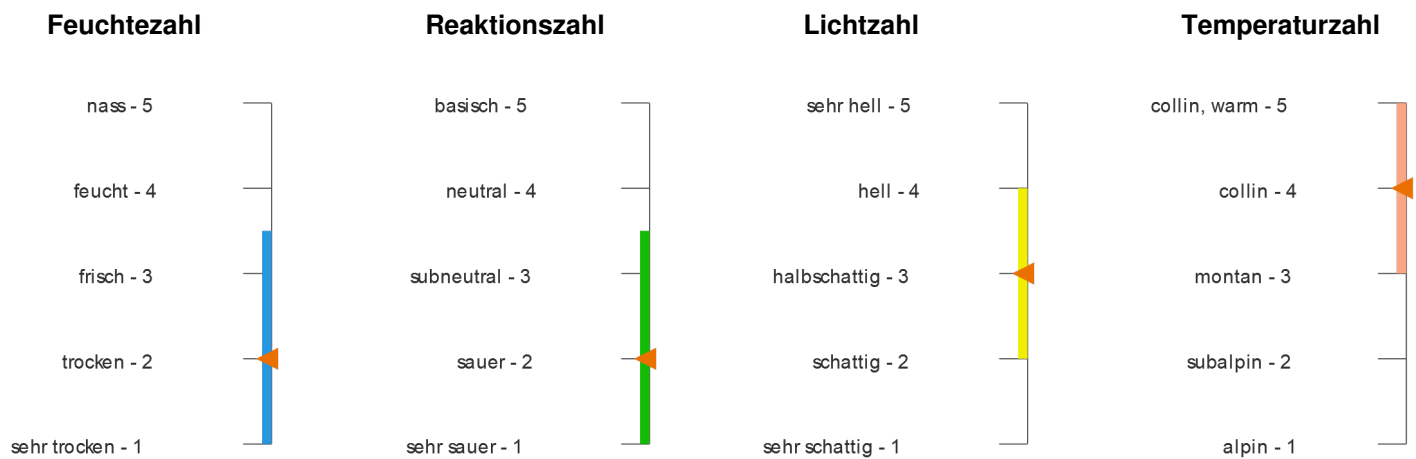 Feuchtezahl
nass - 5
feucht - 4
frisch - 3
trocken - 2
sehr trocken - 1
Reaktionszahl
basisch - 5
neutral - 4
subneutral - 3
sauer - 2
sehr sauer - 1
Lichtzahl
sehr hell - 5
hell - 4
halbschattig - 3
schattig - 2
sehr schattig - 1
Temperaturzahl
collin, warm - 5
collin - 4
montan - 3
subalpin - 2
alpin - 1